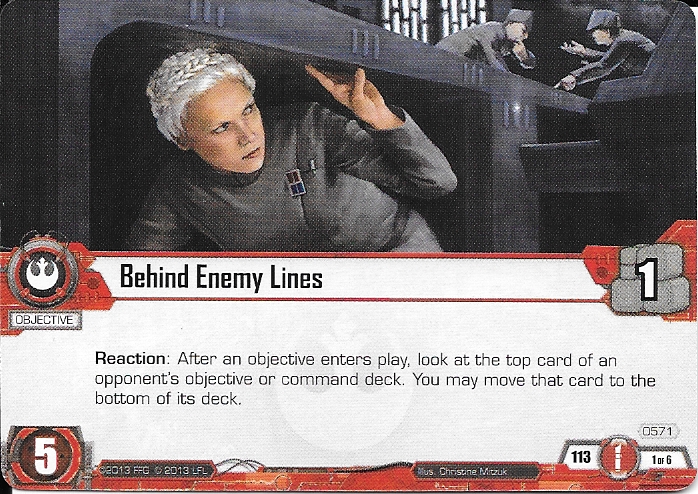 Behind Enemy Lines
1
OBJECTIVE
Reaction: After an objective enters play, look at the top card of an
opponent's objective or command deck. You may move that card to the
bottom of its deck.
0571
5
©2013 FFG © 2013 LFL
Illus. Christine Mitzuk
113
1 OF 6